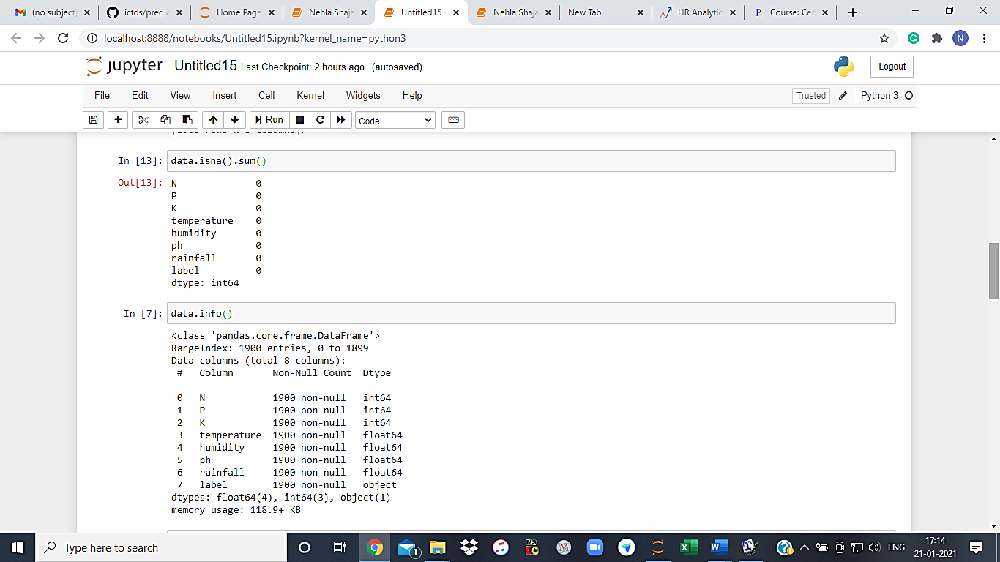 (no subject)
ictds/predic
Home Page
Nehla Shaja
Untitled15 -
Nehla Shaja
New Tab
HR Analytic
P Course: Cer
localhost:8888/notebooks/Untitled15.ipynb?kernel_name=python3
N
jupyter Untitled15 Last Checkpoint: 2 hours ago (autosaved)
Logout
File Edit View Insert Cell Kernel Widgets Help
Trusted Python 3
Run Code
In [13]: data.isna().sum()
Out[13]: N 0
P 0
K 0
temperature 0
humidity 0
ph 0
rainfall 0
label 0
dtype: int64
In [7]: data.info()
<class 'pandas.core.frame.DataFrame'>
RangeIndex: 1900 entries, 0 to 1899
Data columns (total 8 columns):
# Column Non-Null Count Dtype
--- ------ -------------- -----
0 N 1900 non-null int64
1 P 1900 non-null int64
2 K 1900 non-null int64
3 temperature 1900 non-null float64
4 humidity 1900 non-null float64
5 ph 1900 non-null float64
6 rainfall 1900 non-null float64
7 label 1900 non-null object
dtypes: float64(4), int64(3), object(1)
memory usage: 118.9+ KB
Type here to search
1
ENG
17:14
21-01-2021